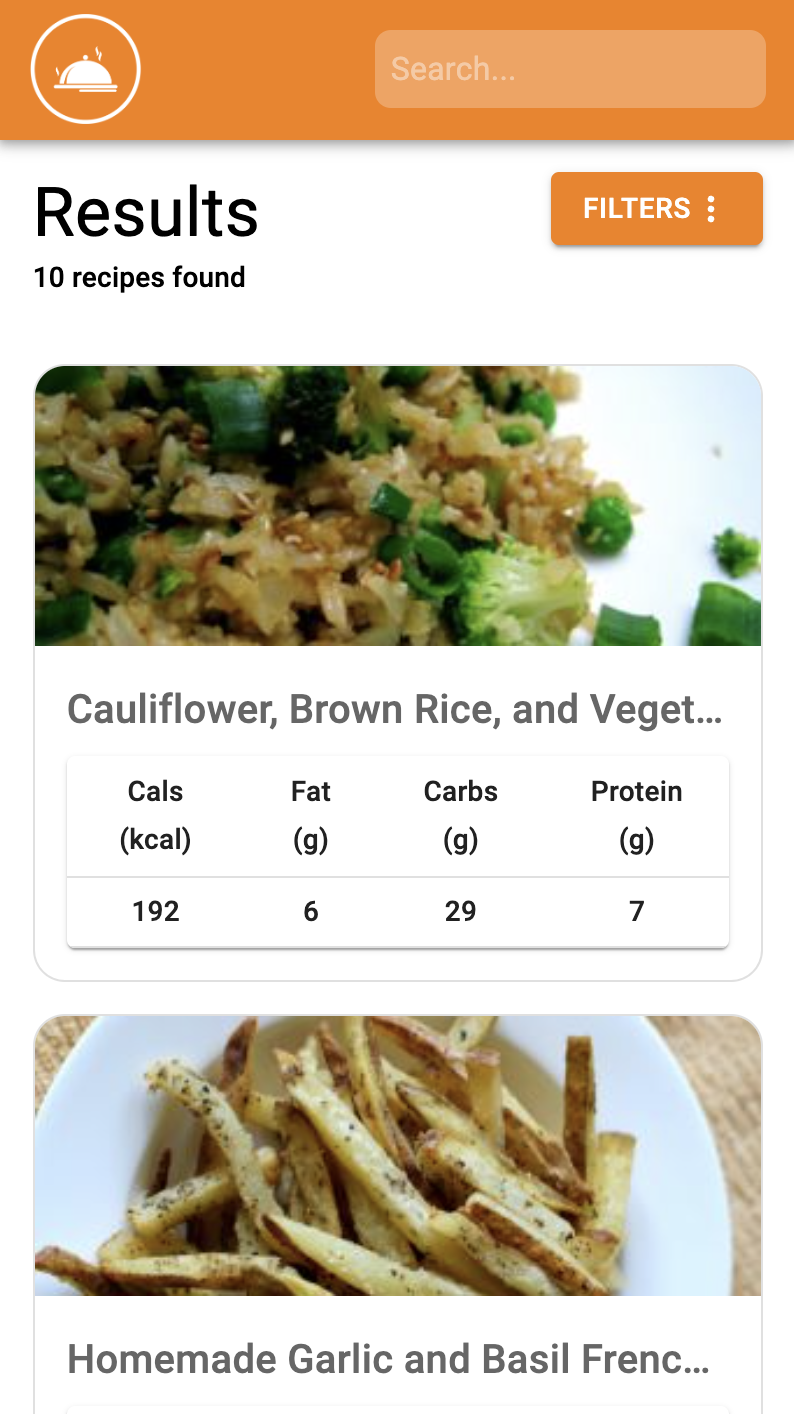 Search...
Results
FILTERS
10 recipes found
Cauliflower, Brown Rice, and Veget...
Cals Fat Carbs Protein
(kcal) (g) (g) (g)
192 6 29 7
Homemade Garlic and Basil Frenc...